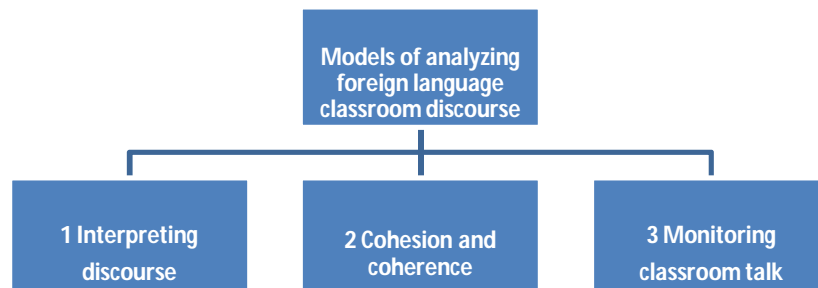 Models of analyzing
foreign language
classroom discourse
1 Interpreting
discourse
2 Cohesion and
coherence
3 Monitoring
classroom talk